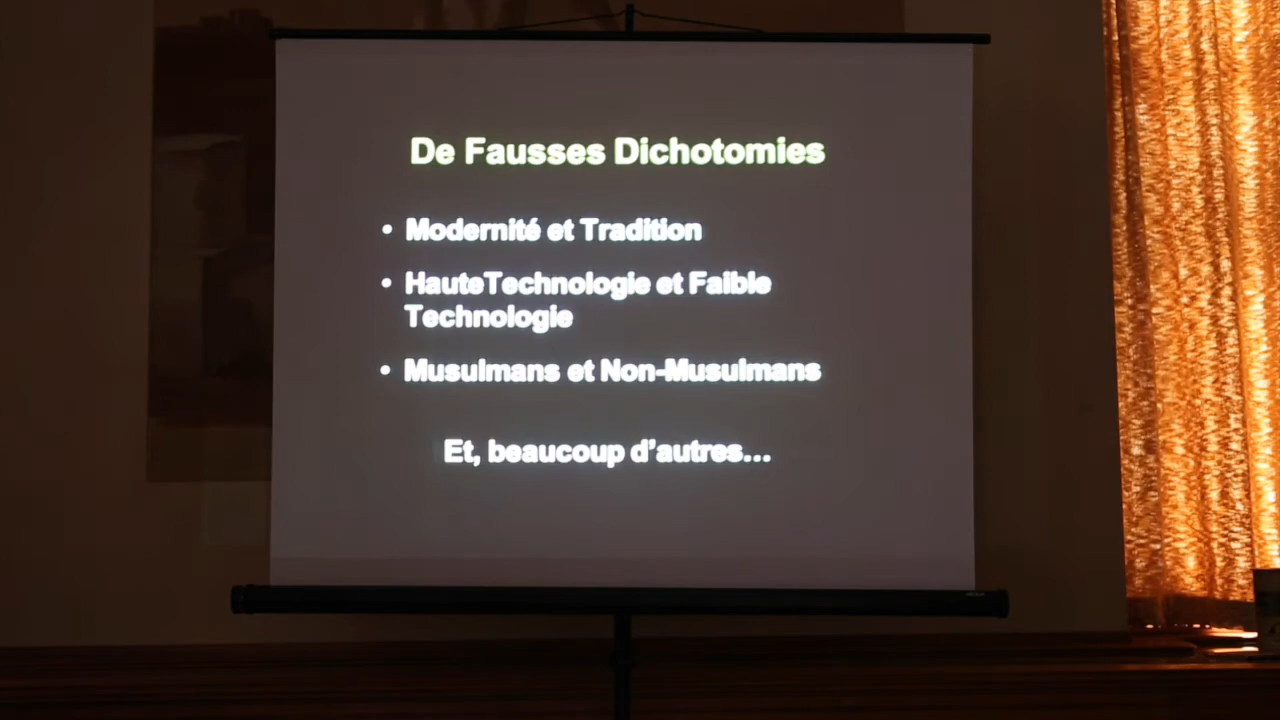 De Fausses Dichotomies
• Modernité et Tradition
• HauteTechnologie et Faible
Technologie
• Musulmans et Non-Musulmans
Et, beaucoup d’autres...